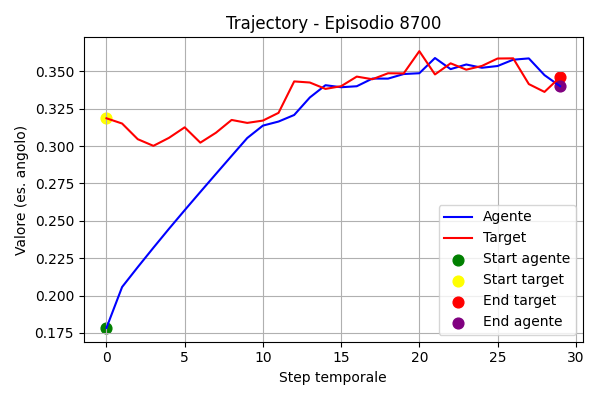 Trajectory - Episodio 8700
Valore (es. angolo)
0.350
0.325
0.300
0.275
0.250
0.225
0.200
0.175
0 5 10 15 20 25 30
Step temporale
Agente
Target
Start agente
Start target
End target
End agente